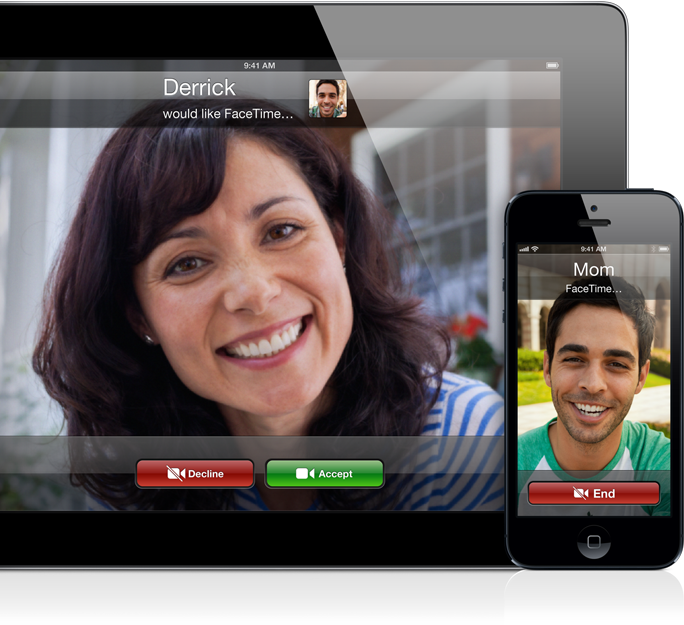 9:41 AM
Derrick
would like FaceTime...
Decline
Accept
9:41 AM
Mom
FaceTime...
End